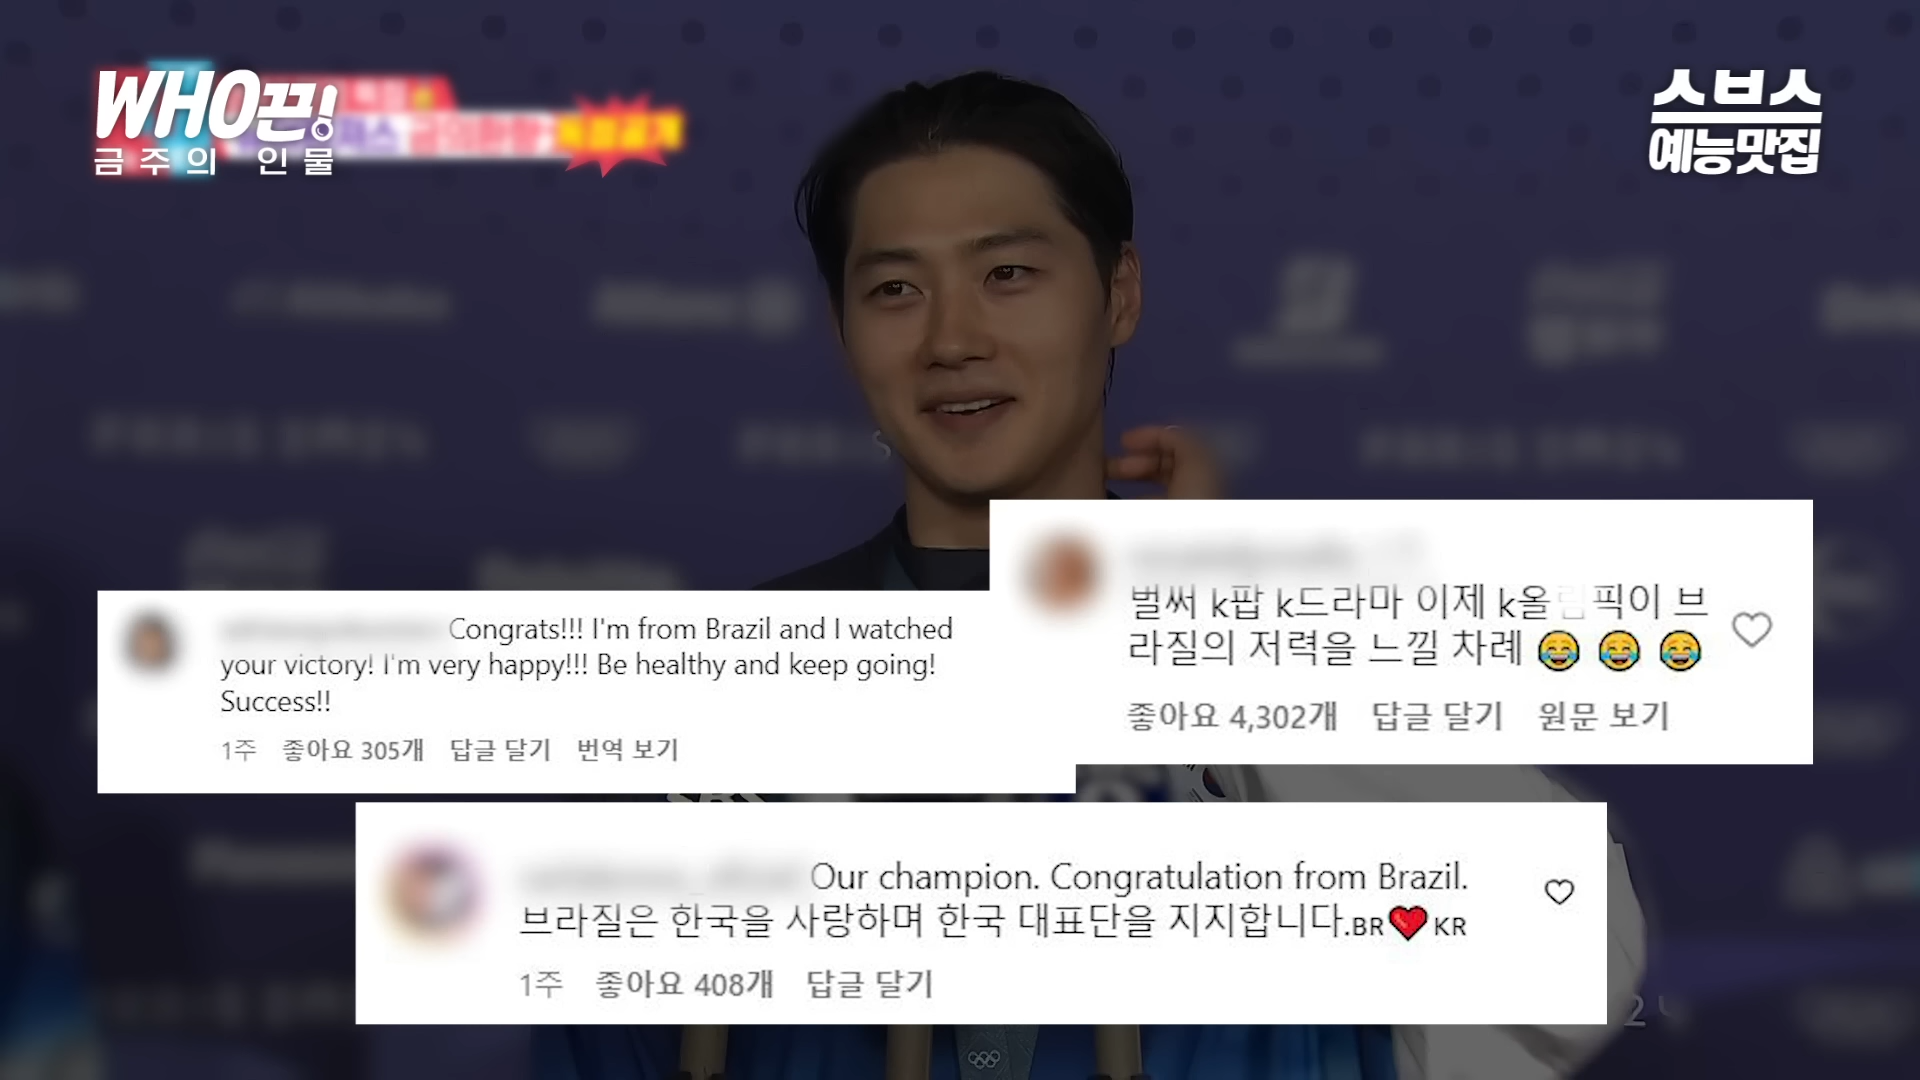 WHO끈!
금주의 인물
독점공개
스브스
예능맛집
벌써 k팝 k드라마 이제 k올림픽이 브
라질의 저력을 느낄 차례 😂 😂 😂
좋아요 4,302개 답글 달기 원문 보기
Congrats!!! I'm from Brazil and I watched
your victory! I'm very happy!!! Be healthy and keep going!
Success!!
1주 좋아요 305개 답글 달기 번역 보기
Our champion. Congratulation from Brazil.
브라질은 한국을 사랑하며 한국 대표단을 지지합니다.BR❤️KR
1주 좋아요 408개 답글 달기